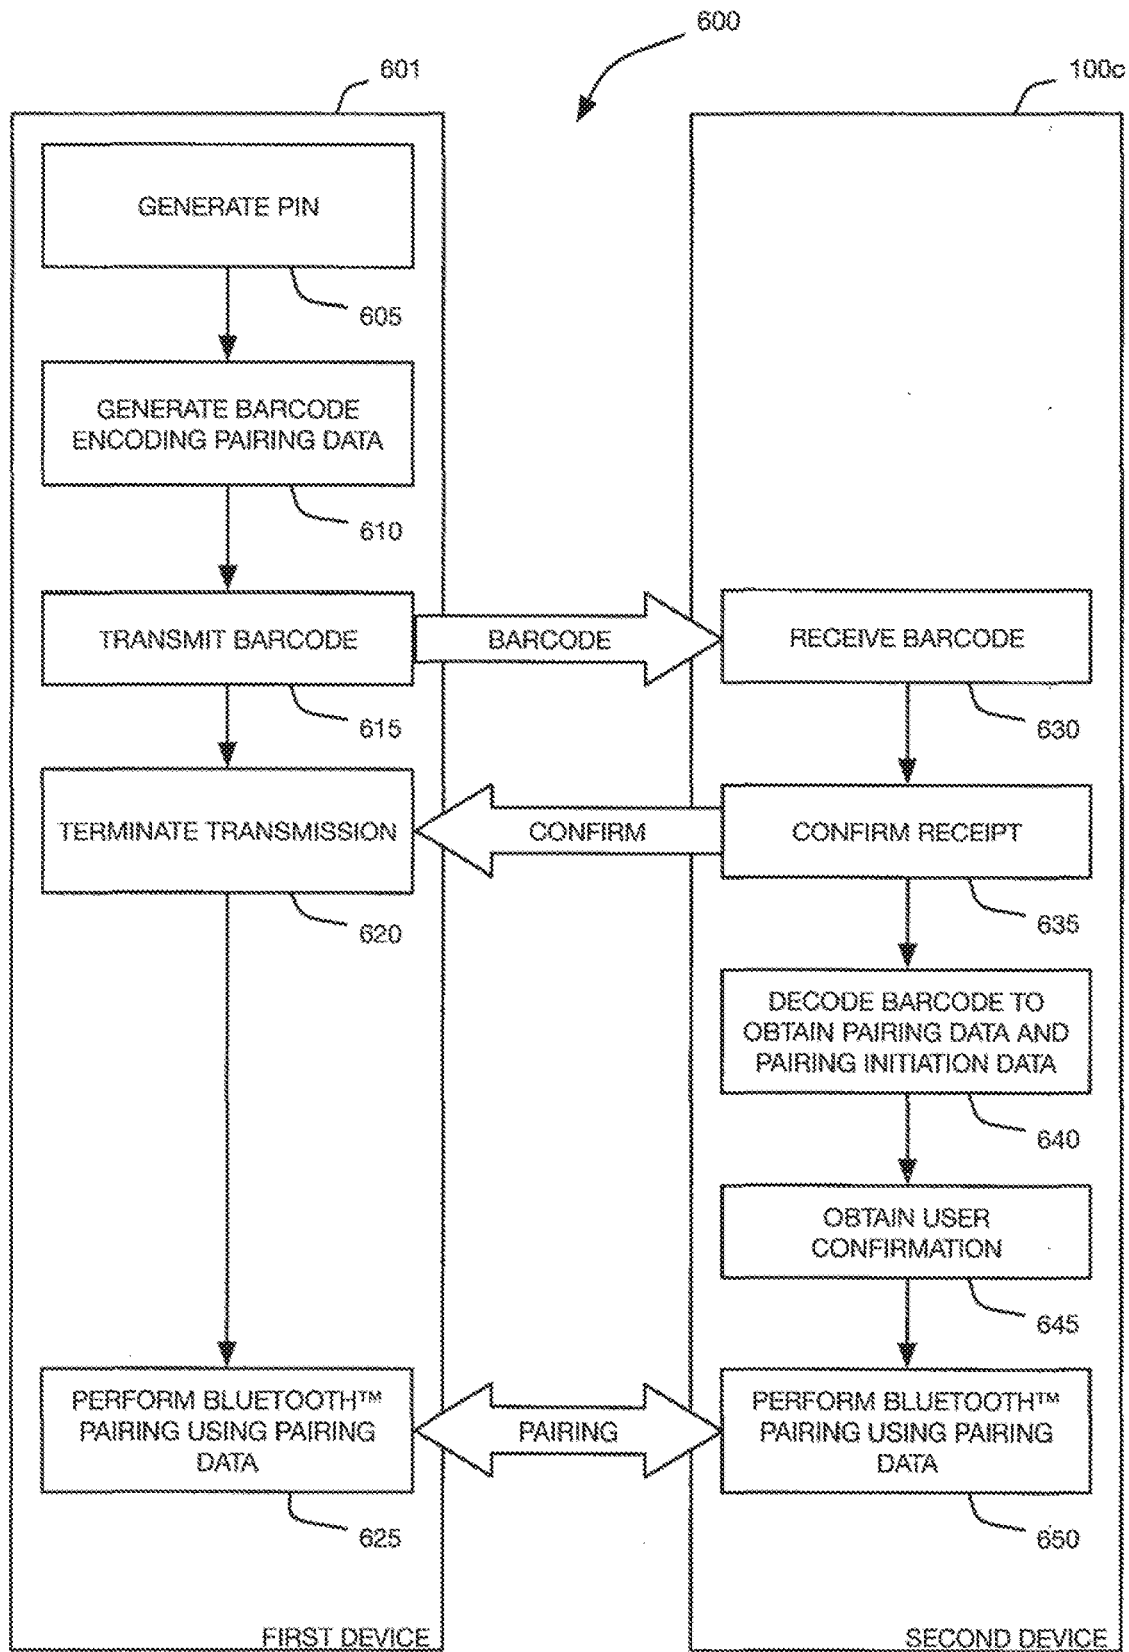 600
601
100c
GENERATE PIN
605
GENERATE BARCODE
ENCODING PAIRING DATA
610
TRANSMIT BARCODE
BARCODE
RECEIVE BARCODE
615
630
TERMINATE TRANSMISSION
CONFIRM
CONFIRM RECEIPT
620
635
DECODE BARCODE TO
OBTAIN PAIRING DATA AND
PAIRING INITIATION DATA
640
OBTAIN USER
CONFIRMATION
645
PERFORM BLUETOOTH™
PAIRING USING PAIRING
DATA
PAIRING
PERFORM BLUETOOTH™
PAIRING USING PAIRING
DATA
625
650
FIRST DEVICE
SECOND DEVICE